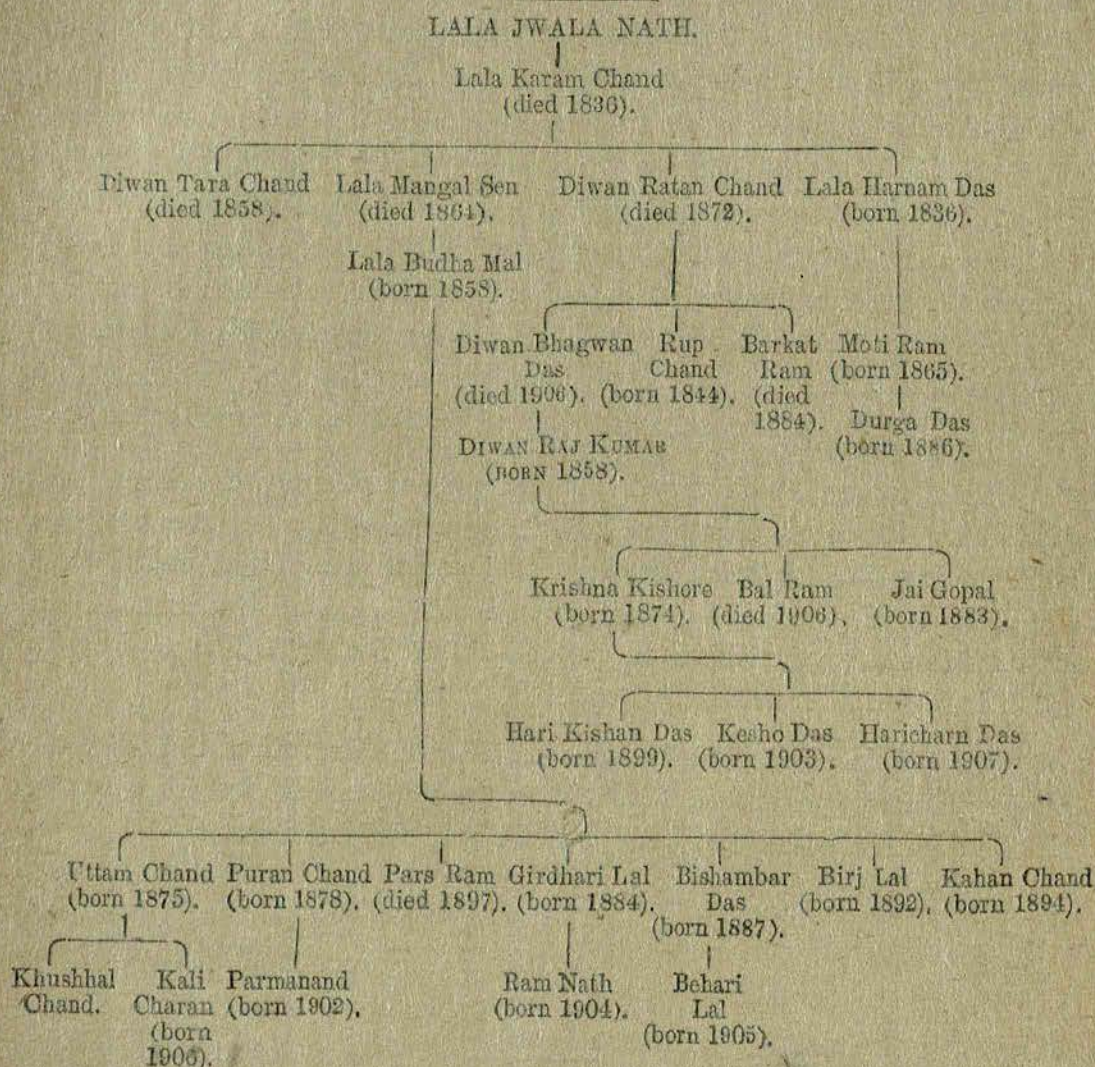 LALA JWALA NATH.
Lala Karam Chand
(died 1836).
Diwan Tara Chand Lala Mangal Sen Diwan Ratan Chand Lala Harnam Das
(died 1858). (died 1864). (died 1872). (born 1836).
Lala Budha Mal
(born 1858).
Diwan Bhagwan Rup Barkat Moti Ram
Das Chand Ram (born 1865).
(died 1906). (born 1844). (died
1884). Durga Das
(born 1886).
DIWAN RAJ KUMAR
(BORN 1858).
Krishna Kishore Bal Ram Jai Gopal
(born 1874). (died 1906), (born 1883),
Hari Kishan Das Kesho Das Haricharn Das
(born 1899). (born 1903). (born 1907).
Uttam Chand Puran Chand Pars Ram Girdhari Lal Bishambar Birj Lal Kahan Chand
(born 1875). (born 1878). (died 1897). (born 1884). Das (born 1892), (born 1894).
(born 1887).
Khushhal Kali Parmanand Ram Nath Behari
Chand. Charan (born 1902). (born 1904). Lal
(born (born 1905).
1906).